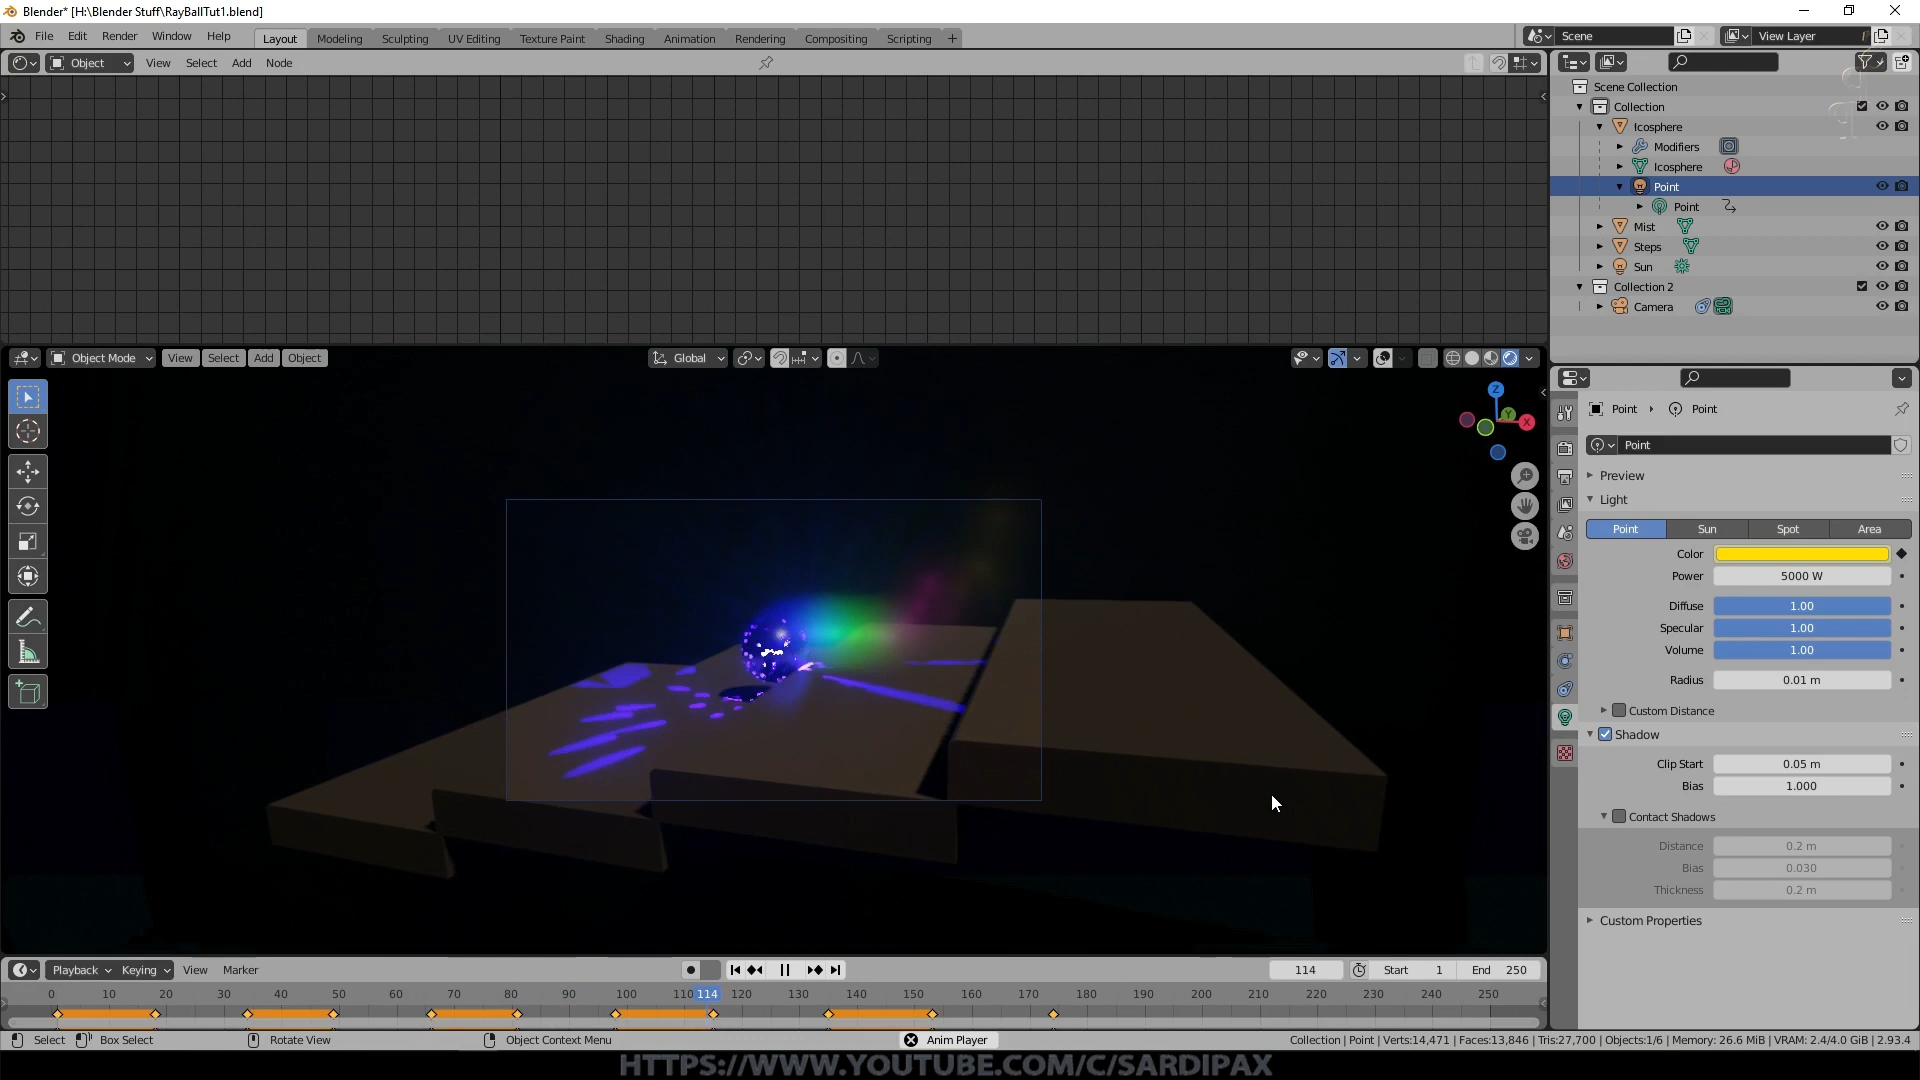 Blender* [H:\Blender Stuff\RayBallTut1.blend]
File Edit Render Window Help Layout Modeling Sculpting UV Editing Texture Paint Shading Animation Rendering Compositing Scripting + Scene View Layer
Object View Select Add Node
Scene Collection
Collection
Icosphere
Modifiers
Icosphere
Point
Point
Mist
Steps
Sun
Collection 2
Camera
Object Mode View Select Add Object Global
Z
Y
X
Point Point
Point
Preview
Light
Point Sun Spot Area
Color
Power 5000 W
Diffuse 1.00
Specular 1.00
Volume 1.00
Radius 0.01 m
Custom Distance
Shadow
Clip Start 0.05 m
Bias 1.000
Contact Shadows
Distance 0.2 m
Bias 0.030
Thickness 0.2 m
Custom Properties
Playback Keying View Marker 114 Start 1 End 250
0 10 20 30 40 50 60 70 80 90 100 110 114 120 130 140 150 160 170 180 190 200 210 220 230 240 250
Select Box Select Rotate View Object Context Menu Anim Player Collection | Point | Verts:14,471 | Faces:13,846 | Tris:27,700 | Objects:1/6 | Memory: 26.6 MiB | VRAM: 2.4/4.0 GiB | 2.93.4
HTTPS://WWW.YOUTUBE.COM/C/SARDIPAX